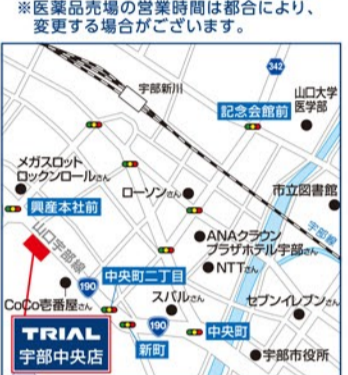 ※医薬品売場の営業時間は都合により、
変更する場合がございます。
342
宇部新川
山口大学
医学部
記念会館前
メガスロット
ロックンロールさん
ローソンさん
市立図書館
興産本社前
宇部線
山口宇部線
ANAクラウン
プラザホテル宇部さん
NTTさん
中央町二丁目
190
CoCo壱番屋さん
スバルさん
セブンイレブンさん
190
中央町
TRIAL
宇部中央店
新町
宇部市役所